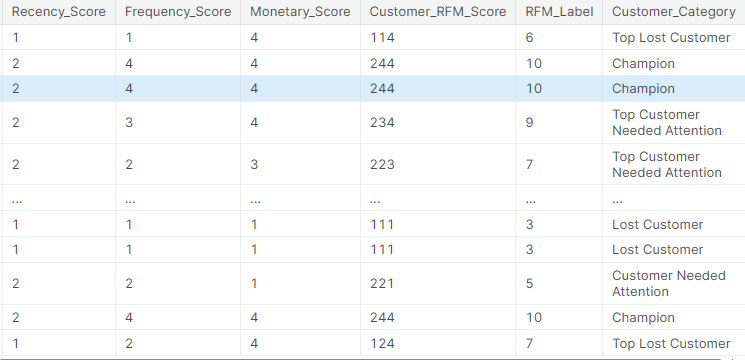 Recency_Score Frequency_Score Monetary_Score Customer_RFM_Score RFM_Label Customer_Category
1 1 4 114 6 Top Lost Customer
2 4 4 244 10 Champion
2 4 4 244 10 Champion
2 3 4 234 9 Top Customer
Needed Attention
2 2 3 223 7 Top Customer
Needed Attention
... ... ... ... ... ...
1 1 1 111 3 Lost Customer
1 1 1 111 3 Lost Customer
2 2 1 221 5 Customer Needed
Attention
2 4 4 244 10 Champion
1 2 4 124 7 Top Lost Customer